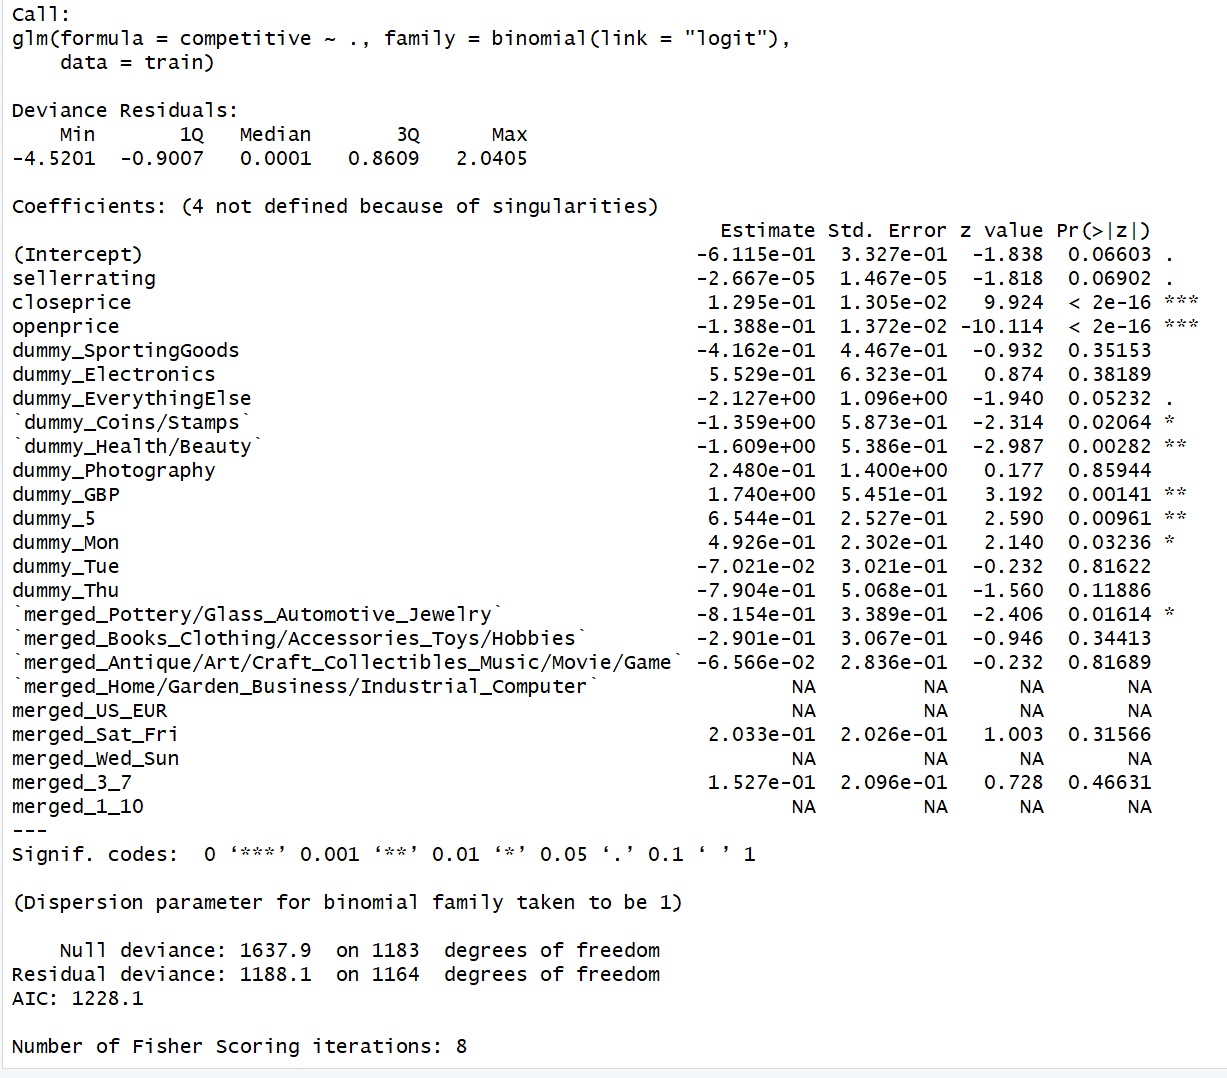 Call:
glm(formula = competitive ~ ., family = binomial(link = "logit"),
    data = train)

Deviance Residuals:
    Min       1Q   Median       3Q      Max
-4.5201  -0.9007   0.0001   0.8609   2.0405

Coefficients: (4 not defined because of singularities)
                                                           Estimate Std. Error z value Pr(>|z|)
(Intercept)                                              -6.115e-01  3.327e-01  -1.838  0.06603 .
sellerrating                                             -2.667e-05  1.467e-05  -1.818  0.06902 .
closeprice                                                1.295e-01  1.305e-02   9.924  < 2e-16 ***
openprice                                                -1.388e-01  1.372e-02 -10.114  < 2e-16 ***
dummy_SportingGoods                                      -4.162e-01  4.467e-01  -0.932  0.35153
dummy_Electronics                                         5.529e-01  6.323e-01   0.874  0.38189
dummy_EverythingElse                                     -2.127e+00  1.096e+00  -1.940  0.05232 .
`dummy_Coins/Stamps`                                     -1.359e+00  5.873e-01  -2.314  0.02064 *
`dummy_Health/Beauty`                                    -1.609e+00  5.386e-01  -2.987  0.00282 **
dummy_Photography                                         2.480e-01  1.400e+00   0.177  0.85944
dummy_GBP                                                 1.740e+00  5.451e-01   3.192  0.00141 **
dummy_5                                                   6.544e-01  2.527e-01   2.590  0.00961 **
dummy_Mon                                                 4.926e-01  2.302e-01   2.140  0.03236 *
dummy_Tue                                                -7.021e-02  3.021e-01  -0.232  0.81622
dummy_Thu                                                -7.904e-01  5.068e-01  -1.560  0.11886
`merged_Pottery/Glass_Automotive_Jewelry`                -8.154e-01  3.389e-01  -2.406  0.01614 *
`merged_Books_Clothing/Accessories_Toys/Hobbies`         -2.901e-01  3.067e-01  -0.946  0.34413
`merged_Antique/Art/Craft_Collectibles_Music/Movie/Game` -6.566e-02  2.836e-01  -0.232  0.81689
`merged_Home/Garden_Business/Industrial_Computer`                NA         NA      NA       NA
merged_US_EUR                                                    NA         NA      NA       NA
merged_Sat_Fri                                            2.033e-01  2.026e-01   1.003  0.31566
merged_Wed_Sun                                                   NA         NA      NA       NA
merged_3_7                                                1.527e-01  2.096e-01   0.728  0.46631
merged_1_10                                                      NA         NA      NA       NA
---
Signif. codes:  0 ‘***’ 0.001 ‘**’ 0.01 ‘*’ 0.05 ‘.’ 0.1 ‘ ’ 1

(Dispersion parameter for binomial family taken to be 1)

    Null deviance: 1637.9  on 1183  degrees of freedom
Residual deviance: 1188.1  on 1164  degrees of freedom
AIC: 1228.1

Number of Fisher Scoring iterations: 8